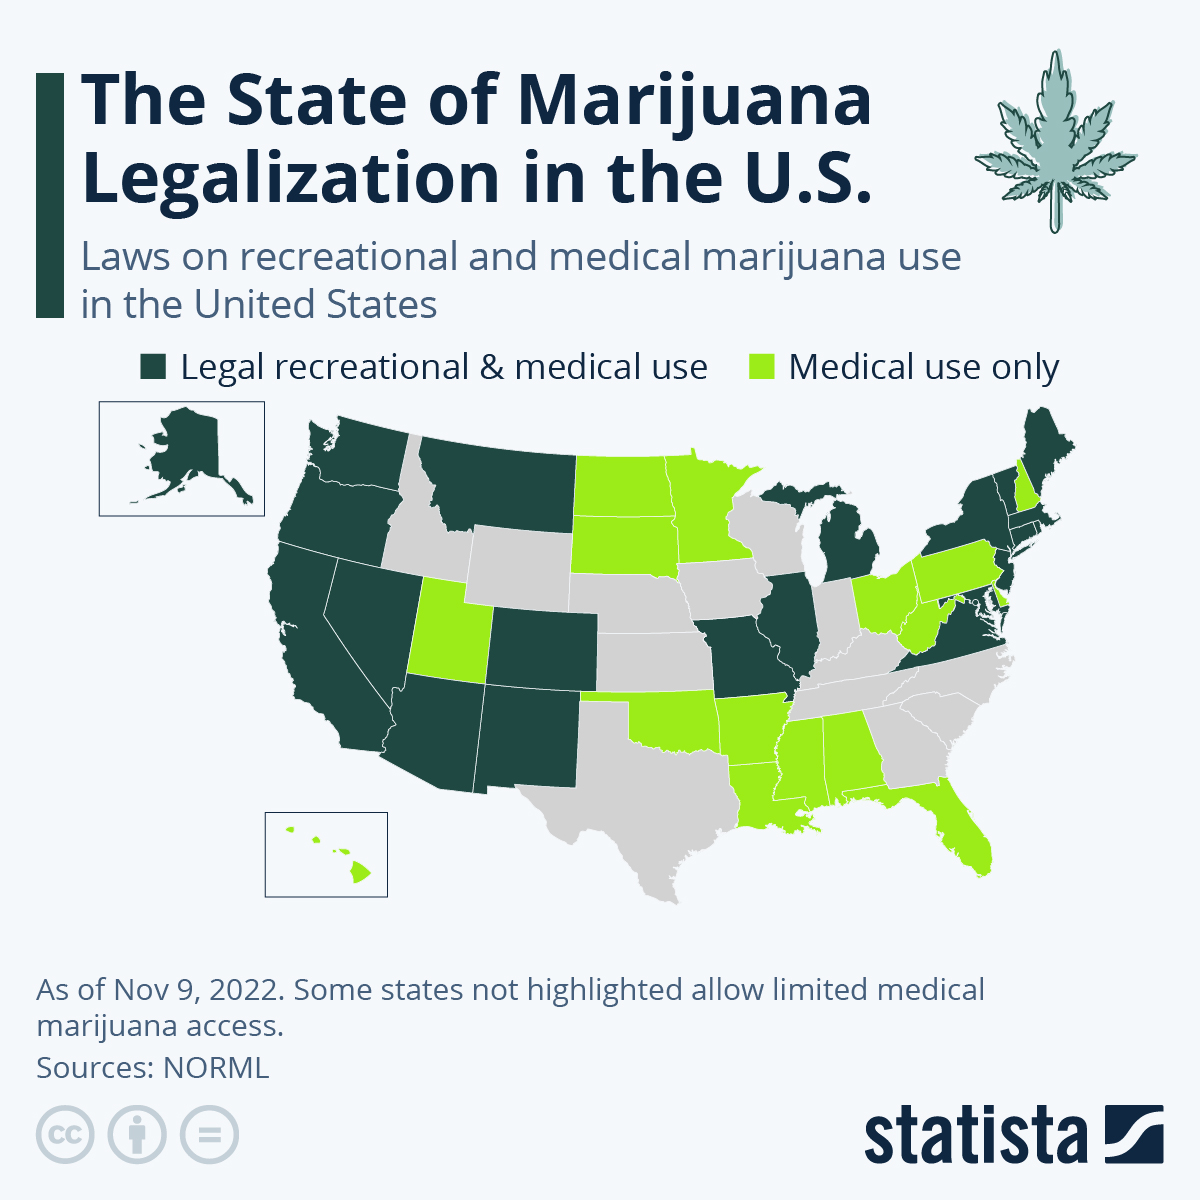 The State of Marijuana
Legalization in the U.S.
Laws on recreational and medical marijuana use
in the United States
Legal recreational & medical use
Medical use only
As of Nov 9, 2022. Some states not highlighted allow limited medical
marijuana access.
Sources: NORML
cc
statista